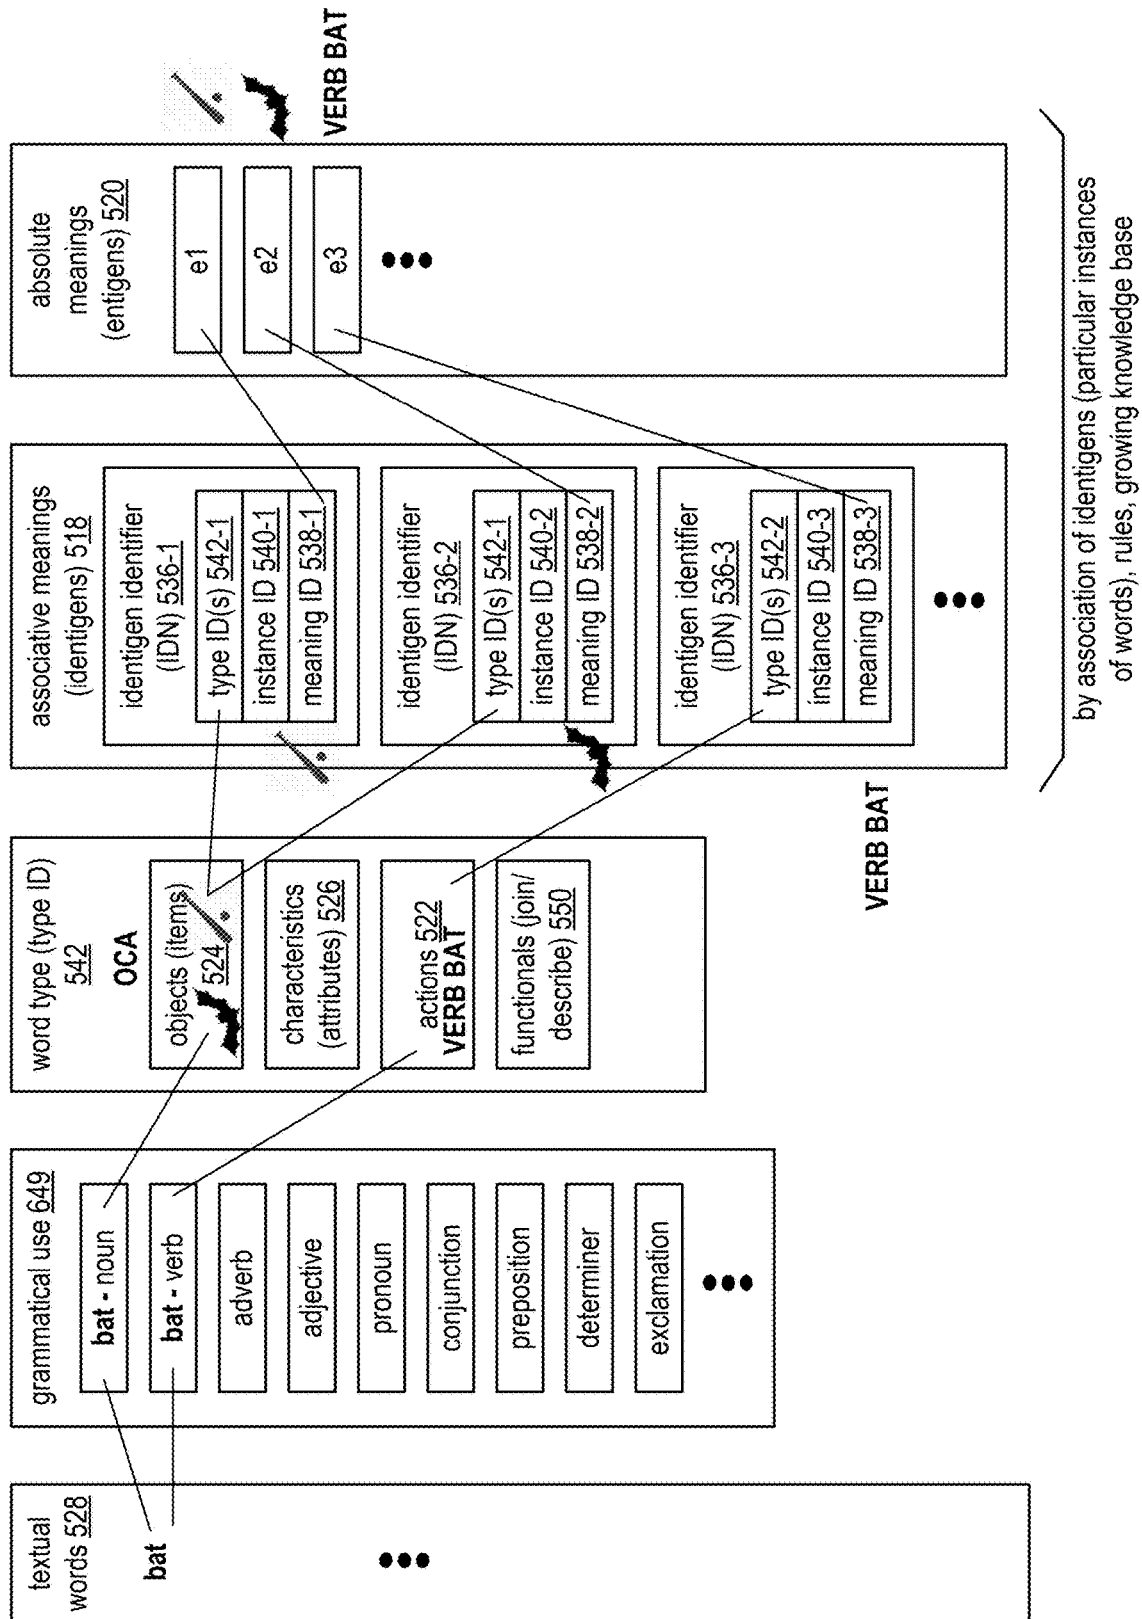 textual
words 528
bat
grammatical use 649
bat - noun
bat - verb
adverb
adjective
pronoun
conjunction
preposition
determiner
exclamation
word type (type ID)
542
OCA
objects (items)
524
characteristics
(attributes) 526
actions 522
VERB BAT
functionals (join/
describe) 550
associative meanings
(identigens) 518
identigen identifier
(IDN) 536-1
type ID(s) 542-1
instance ID 540-1
meaning ID 538-1
identigen identifier
(IDN) 536-2
type ID(s) 542-1
instance ID 540-2
meaning ID 538-2
identigen identifier
(IDN) 536-3
type ID(s) 542-2
instance ID 540-3
meaning ID 538-3
VERB BAT
absolute
meanings
(entigens) 520
e1
e2
e3
VERB BAT
by association of identigens (particular instances
of words), rules, growing knowledge base